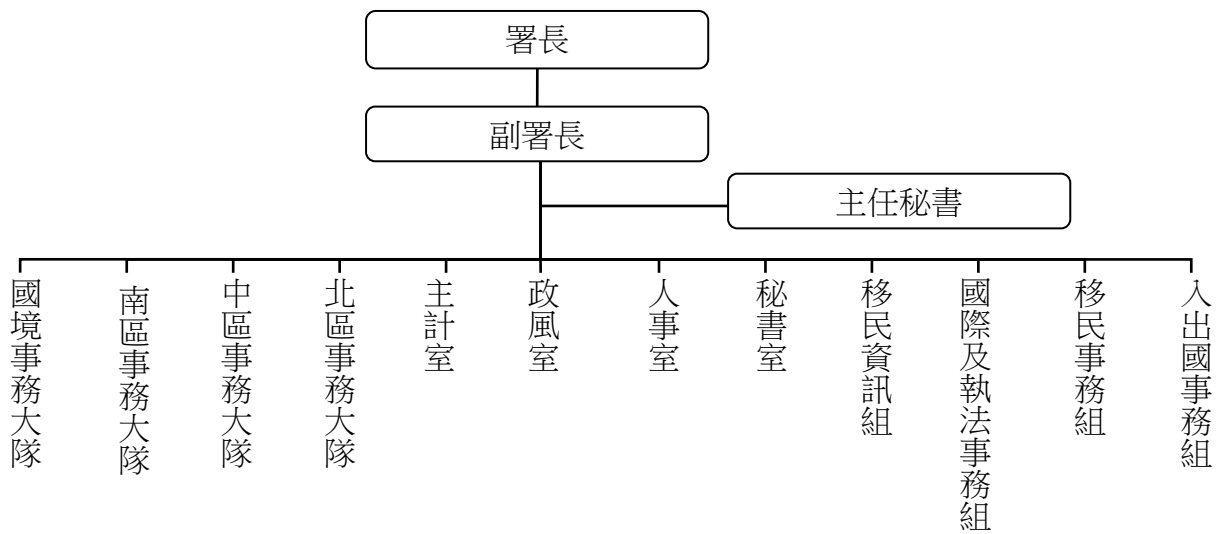 署長
副署長
主任秘書
國境事務大隊
南區事務大隊
中區事務大隊
北區事務大隊
主計室
政風室
人事室
秘書室
移民資訊組
國際及執法事務組
移民事務組
入出國事務組